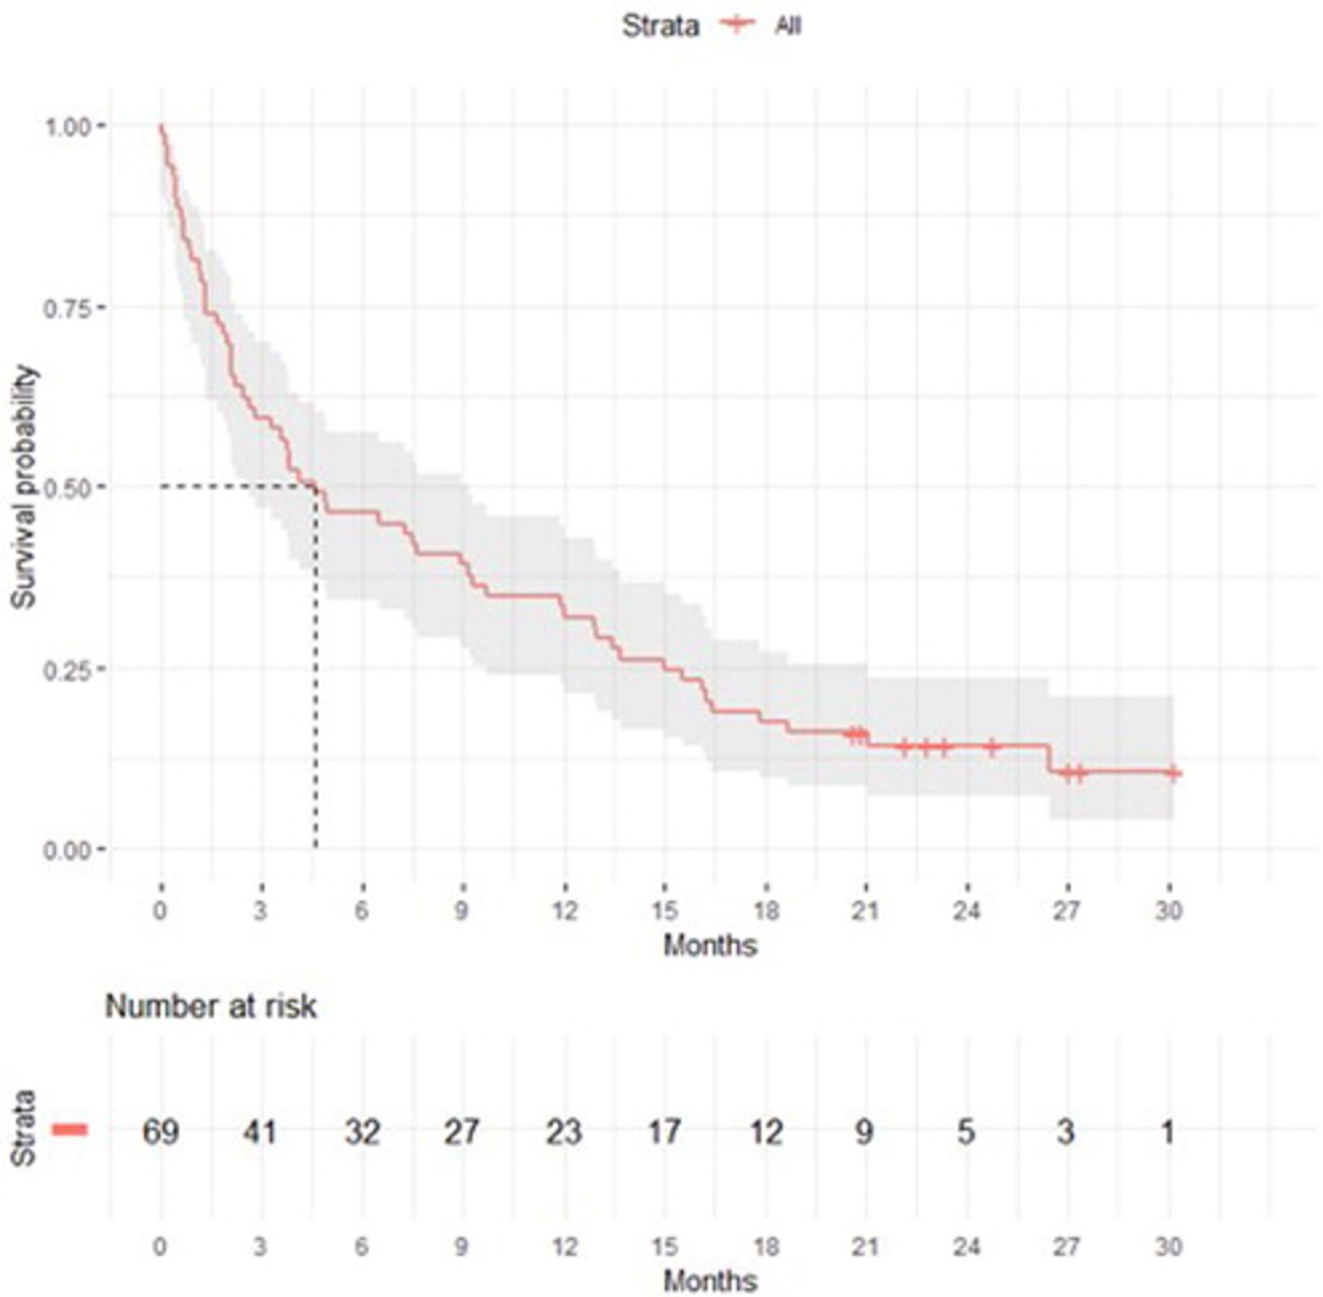 Strata All
1.00
0.75
0.50
0.25
0.00
Survival probability
0 3 6 9 12 15 18 21 24 27 30
Months
Number at risk
Strata
69 41 32 27 23 17 12 9 5 3 1
0 3 6 9 12 15 18 21 24 27 30
Months